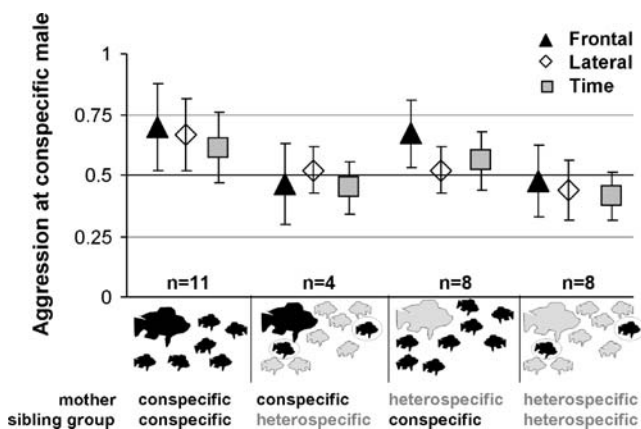 Frontal
Lateral
Time
Aggression at conspecific male
1
0.75
0.5
0.25
0
n=11 n=4 n=8 n=8
mother conspecific conspecific heterospecific heterospecific
sibling group conspecific heterospecific conspecific heterospecific